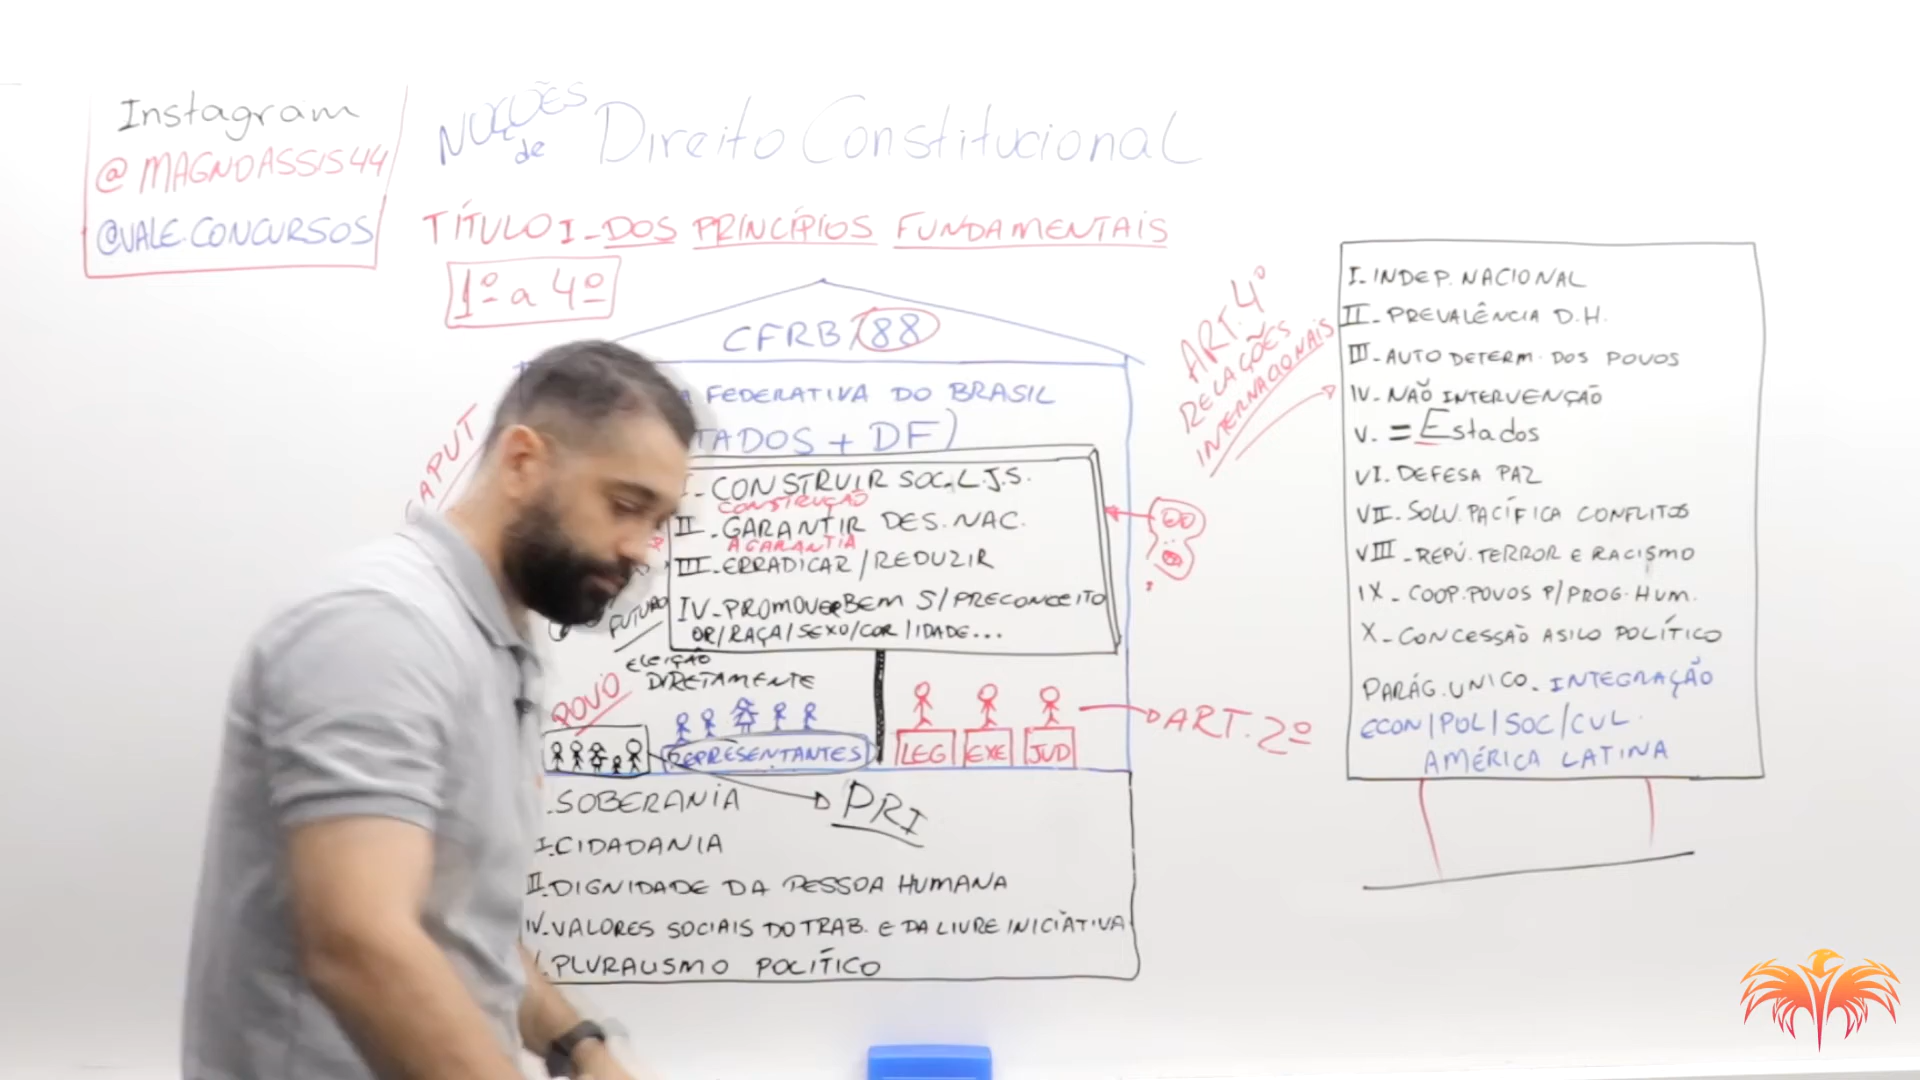 Instagram
@MAGNOASSIS44
@VALE.CONCURSOS
NOÇÕES
de
Direito Constitucional
TÍTULO I - DOS PRINCÍPIOS FUNDAMENTAIS
1º a 4º
CFRB/88
A FEDERATIVA DO BRASIL
TADOS + DF)
CAPUT
I - CONSTRUIR SOC. L.J.S.
CONSTRUÇÃO
II - GARANTIR DES. NAC.
A GARANTIA
III - ERRADICAR / REDUZIR
IV - PROMOVER BEM S/ PRECONCEITO
OR/RAÇA/SEXO/COR/IDADE...
FUTURO
ELEIÇÃO
DIRETAMENTE
POVO
REPRESENTANTES
LEG EXE JUD
ART. 2º
.SOBERANIA
PRI
I.CIDADANIA
II.DIGNIDADE DA PESSOA HUMANA
IV.VALORES SOCIAIS DO TRAB. E DA LIVRE INICIATIVA
.PLURALISMO POLÍTICO
ART. 4º
RELAÇÕES
INTERNACIONAIS
I - INDEP. NACIONAL
II - PREVALÊNCIA D.H.
III - AUTO DETERM. DOS POVOS
IV - NÃO INTERVENÇÃO
V. = Estados
VI. DEFESA PAZ
VII - SOLU. PACÍFICA CONFLITOS
VIII - REPÚ. TERROR E RACISMO
IX - COOP. POVOS P/ PROG. HUM.
X - CONCESSÃO ASILO POLÍTICO
PARÁG. UNICO - INTEGRAÇÃO
ECON/POL/SOC/CUL.
AMÉRICA LATINA